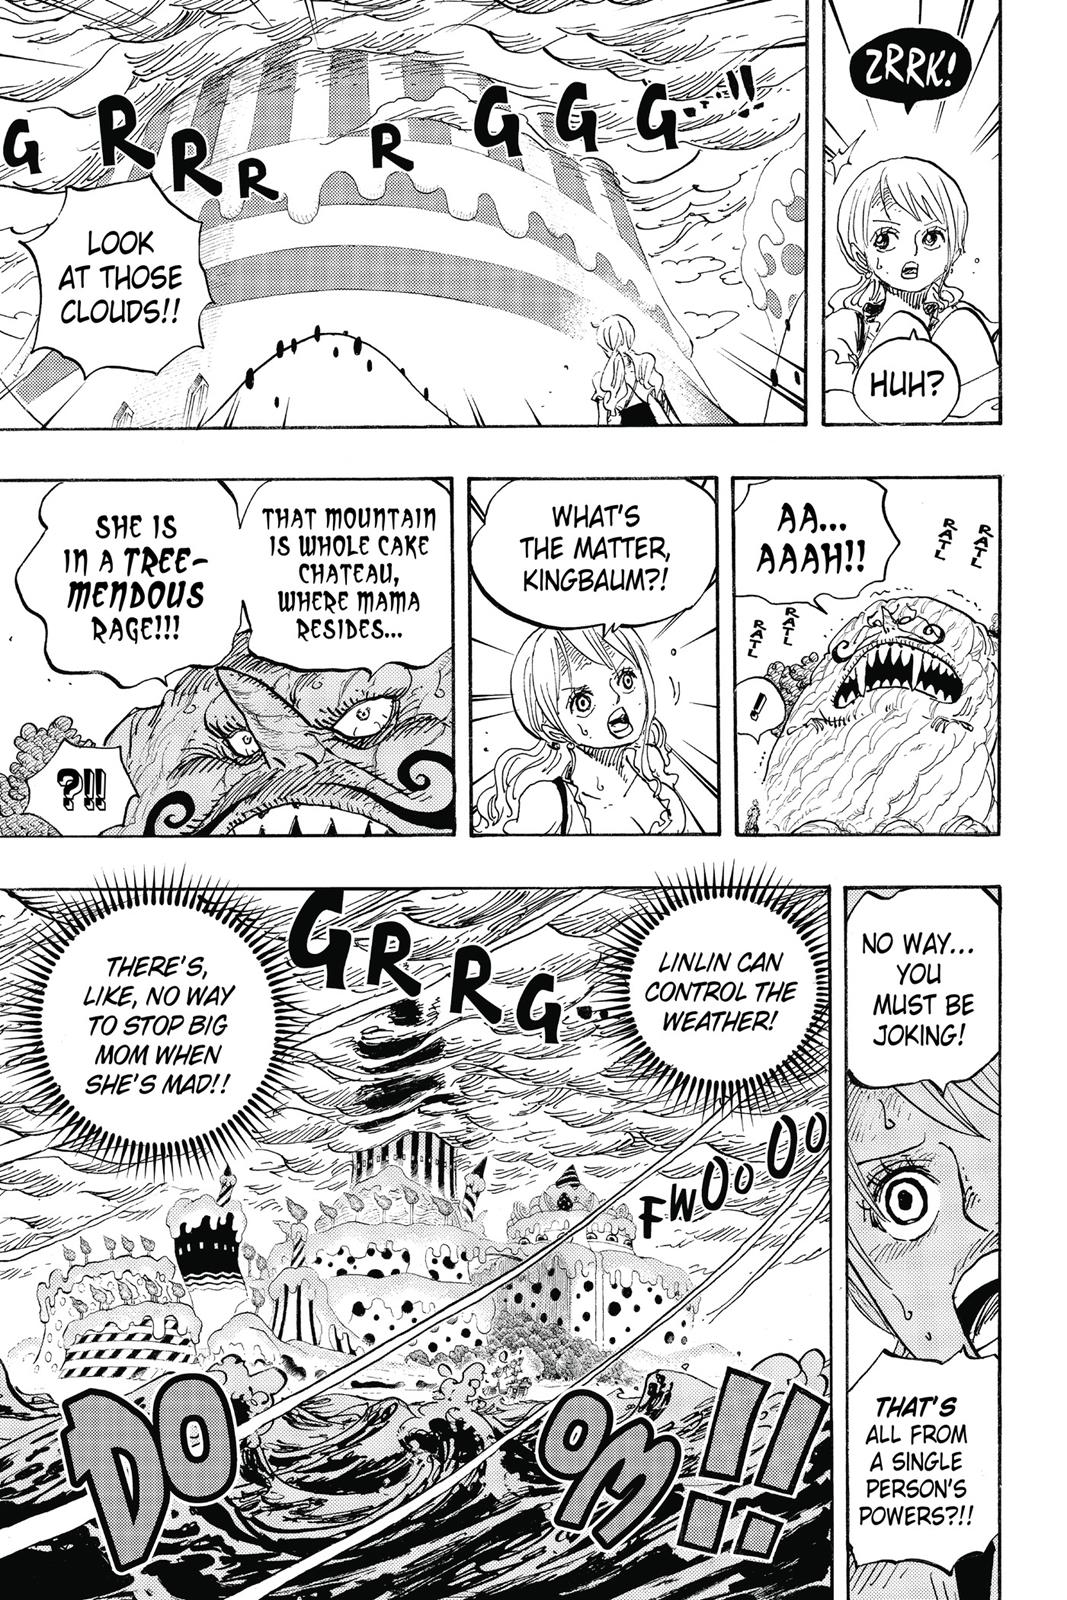 ZRRK!
HUH?
GRRRRGGG...!!
LOOK
AT THOSE
CLOUDS!!
AA...
AAAH!!
RATL
RATL
RATL
RATL
!
WHAT'S
THE MATTER,
KINGBAUM?!
THAT MOUNTAIN
IS WHOLE CAKE
CHATEAU,
WHERE MAMA
RESIDES...
SHE IS
IN A TREE-
MENDOUS
RAGE!!!
?!!
NO WAY...
YOU
MUST BE
JOKING!
THAT'S
ALL FROM
A SINGLE
PERSON'S
POWERS?!!
LINLIN CAN
CONTROL THE
WEATHER!
GRRG...
THERE'S,
LIKE, NO WAY
TO STOP BIG
MOM WHEN
SHE'S MAD!!
FWOOOO
DOOM!!